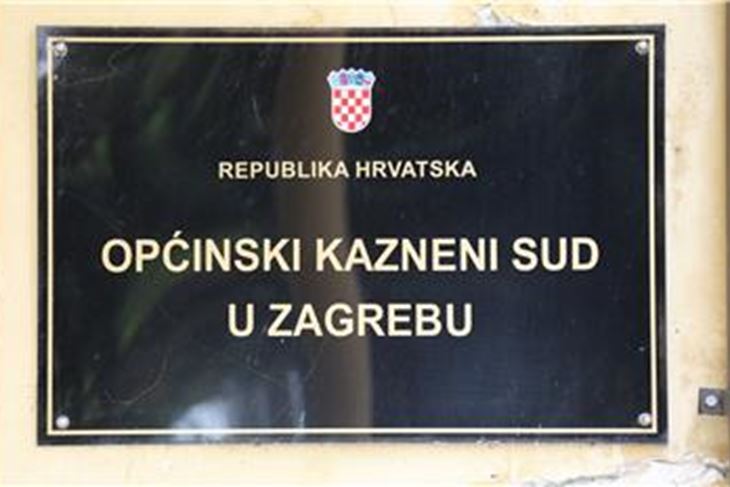 REPUBLIKA HRVATSKA
OPĆINSKI KAZNENI SUD
U ZAGREBU